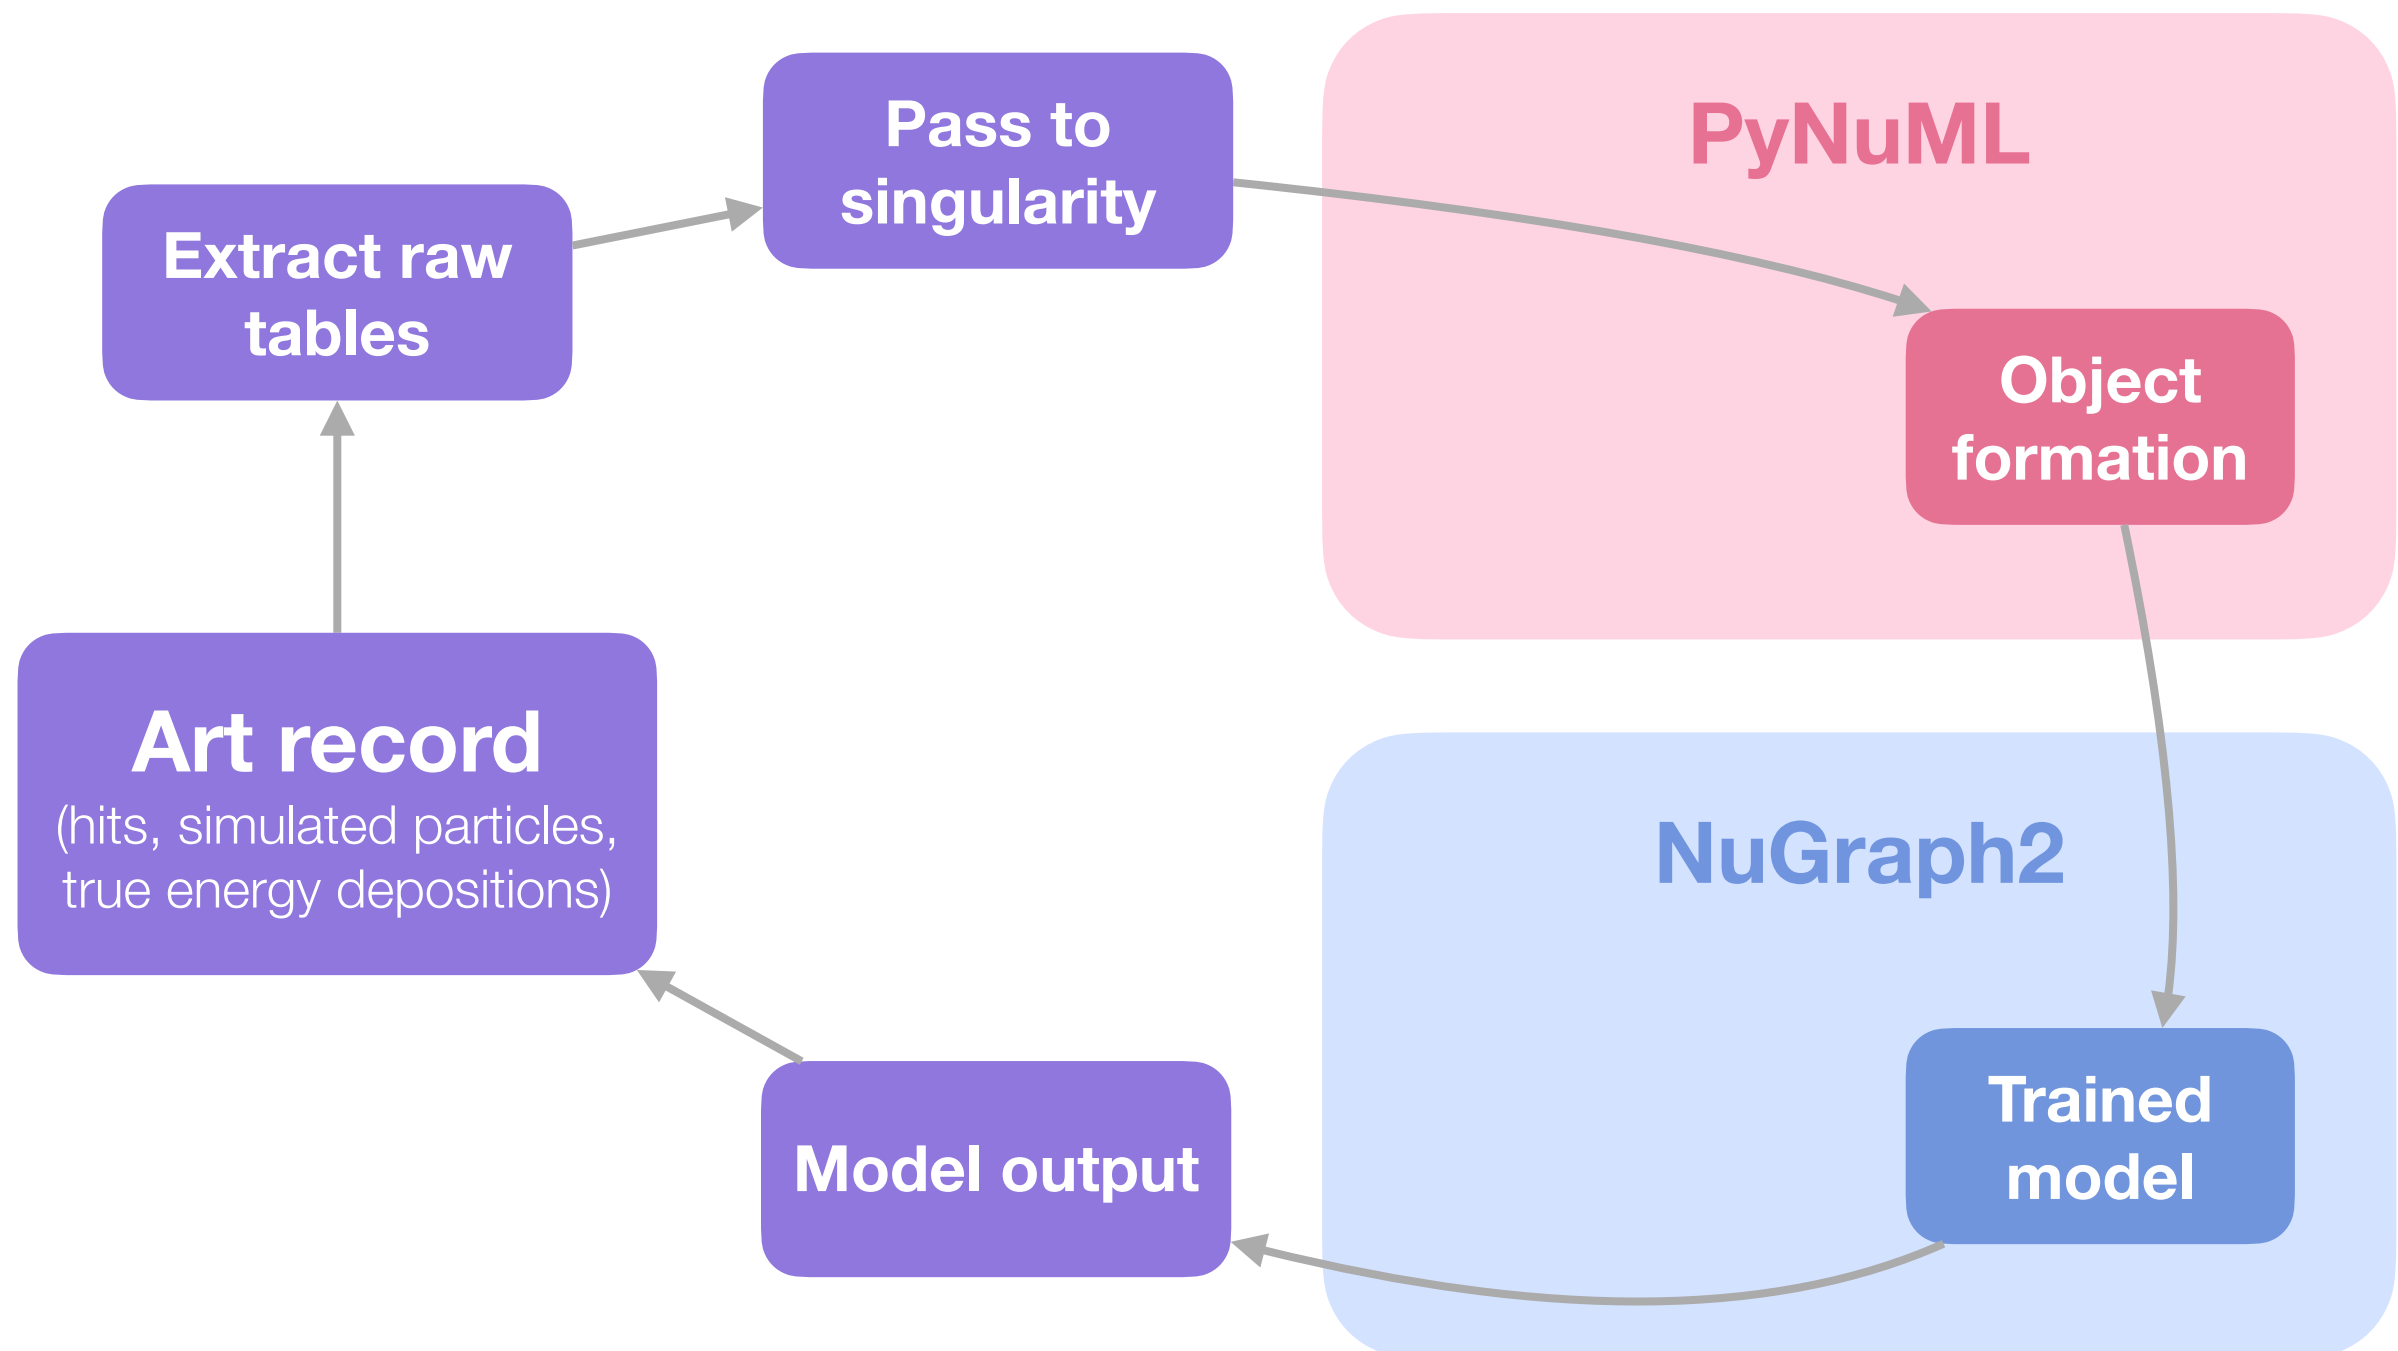 Pass to
singularity
PyNuML
Extract raw
tables
Object
formation
Art record
(hits, simulated particles,
true energy depositions)
NuGraph2
Trained
model
Model output